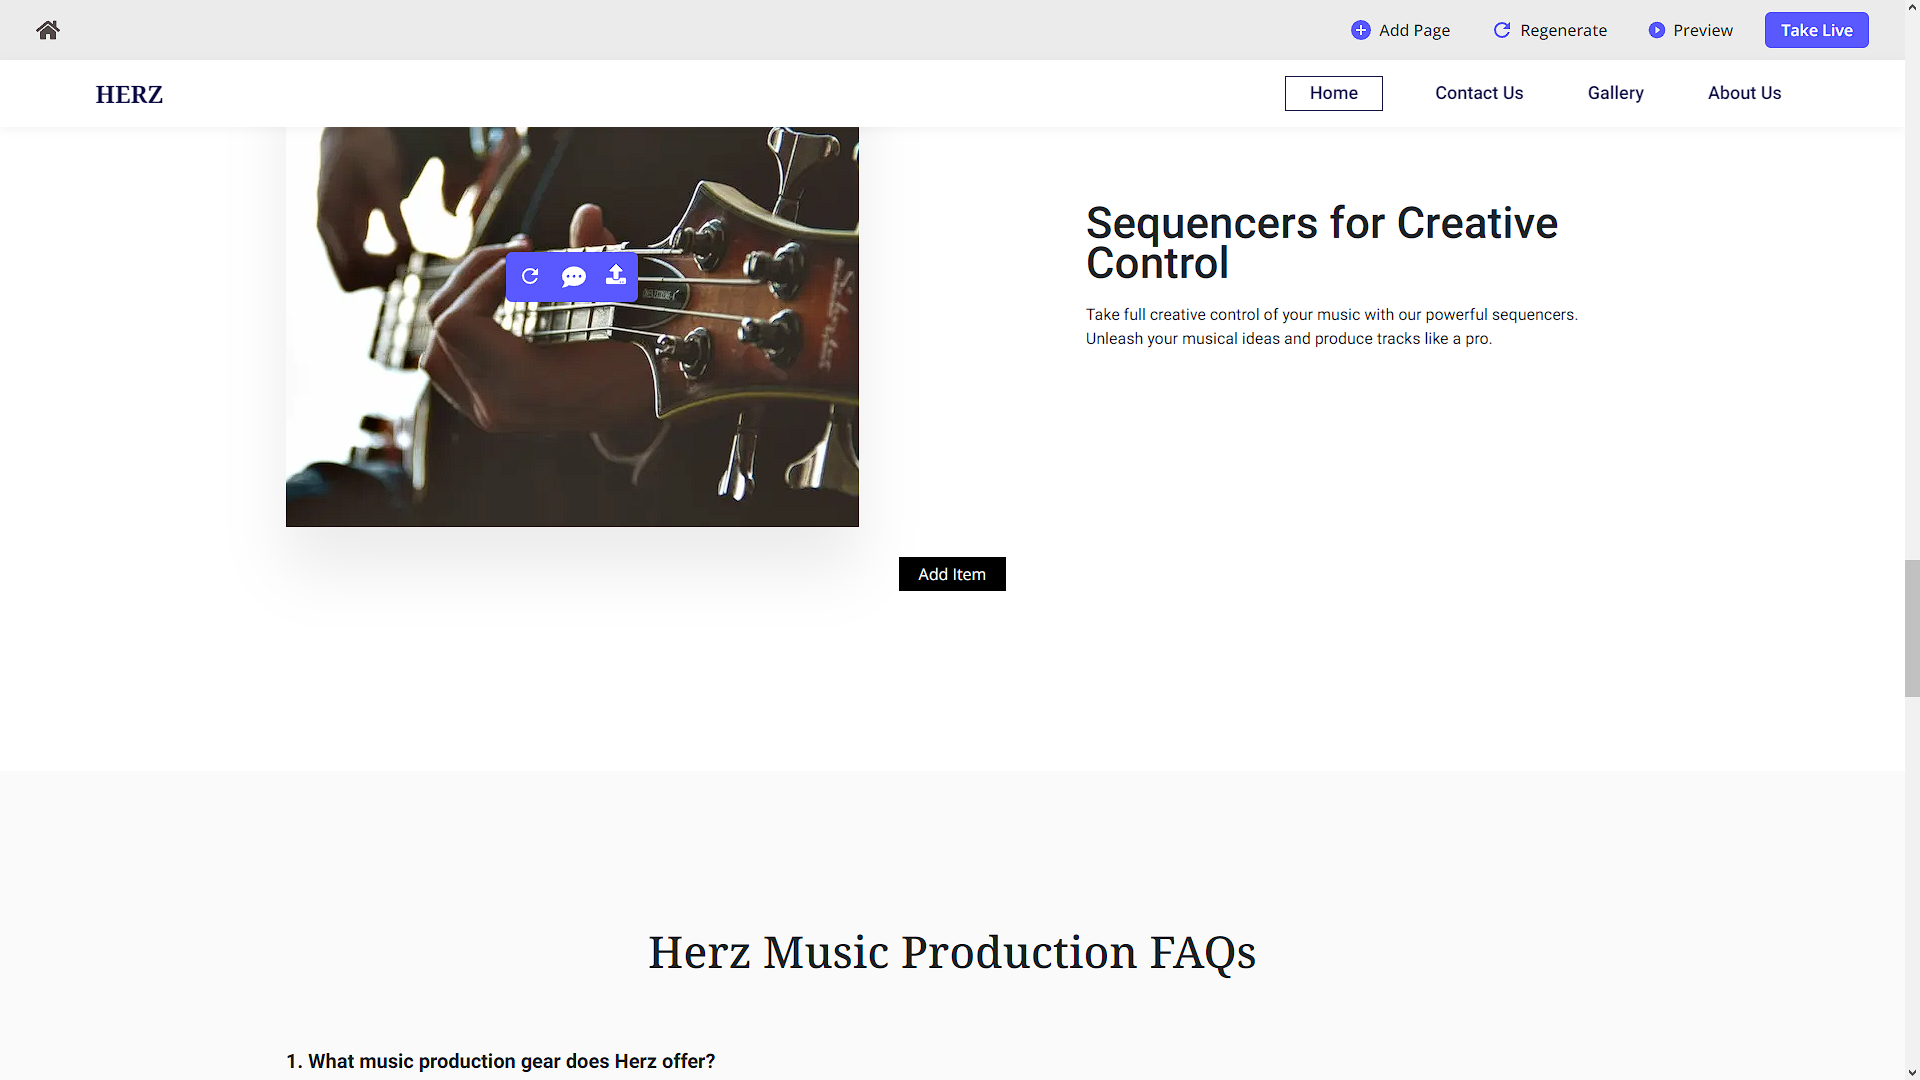 Add Page
Regenerate
Preview
Take Live
HERZ
Home
Contact Us
Gallery
About Us
Sequencers for Creative
Control
Take full creative control of your music with our powerful sequencers.
Unleash your musical ideas and produce tracks like a pro.
Add Item
Herz Music Production FAQs
1. What music production gear does Herz offer?